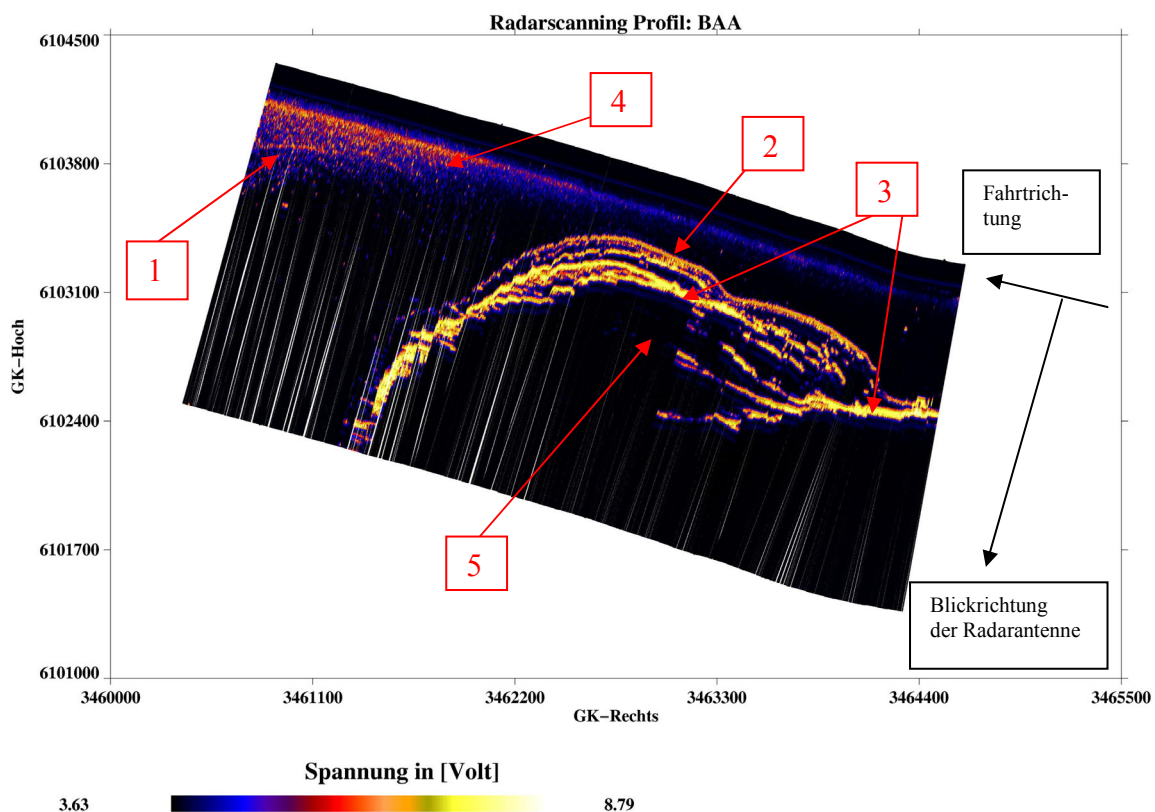 Radarscanning Profil: BAA
6104500
6103800
6103100
6102400
6101700
6101000
GK−Hoch
4
2
3
1
5
Fahrtrich-
tung
Blickrichtung
der Radarantenne
3460000 3461100 3462200 3463300 3464400 3465500
GK−Rechts
Spannung in [Volt]
3.63 8.79